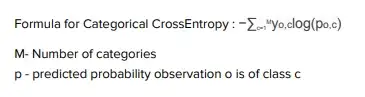 Formula for Categorical CrossEntropy : −∑c=1ᴹyo,clog(po,c)
M- Number of categories
p - predicted probability observation o is of class c